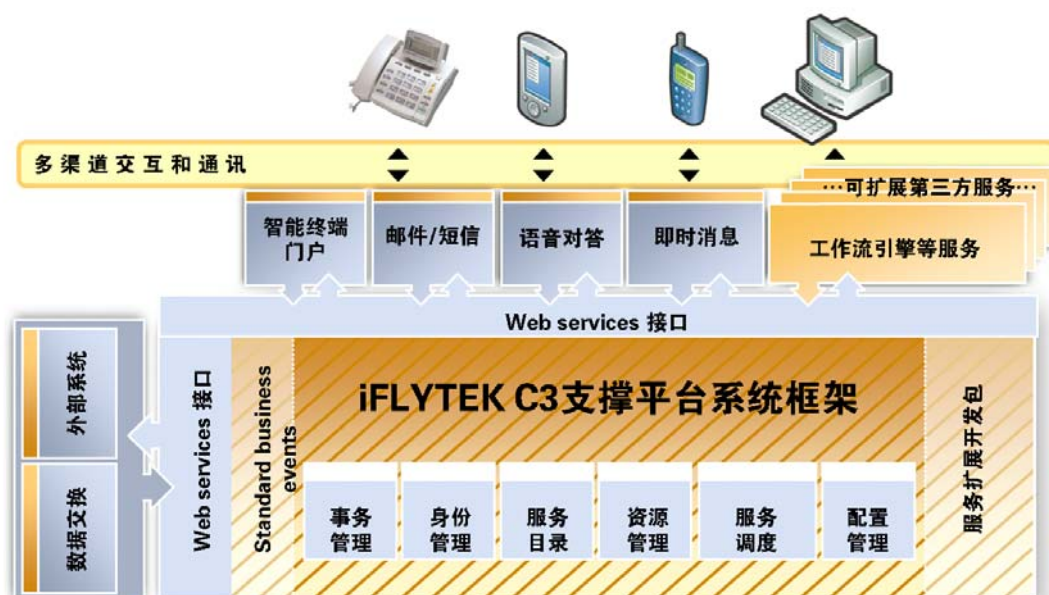 多渠道交互和通讯
…可扩展第三方服务…
智能终端
门户
邮件/短信
语音对答
即时消息
工作流引擎等服务
Web services 接口
外部系统
数据交换
Web services 接口
Standard business
events
iFLYTEK C3支撑平台系统框架
事务
管理
身份
管理
服务
目录
资源
管理
服务
调度
配置
管理
服务扩展开发包